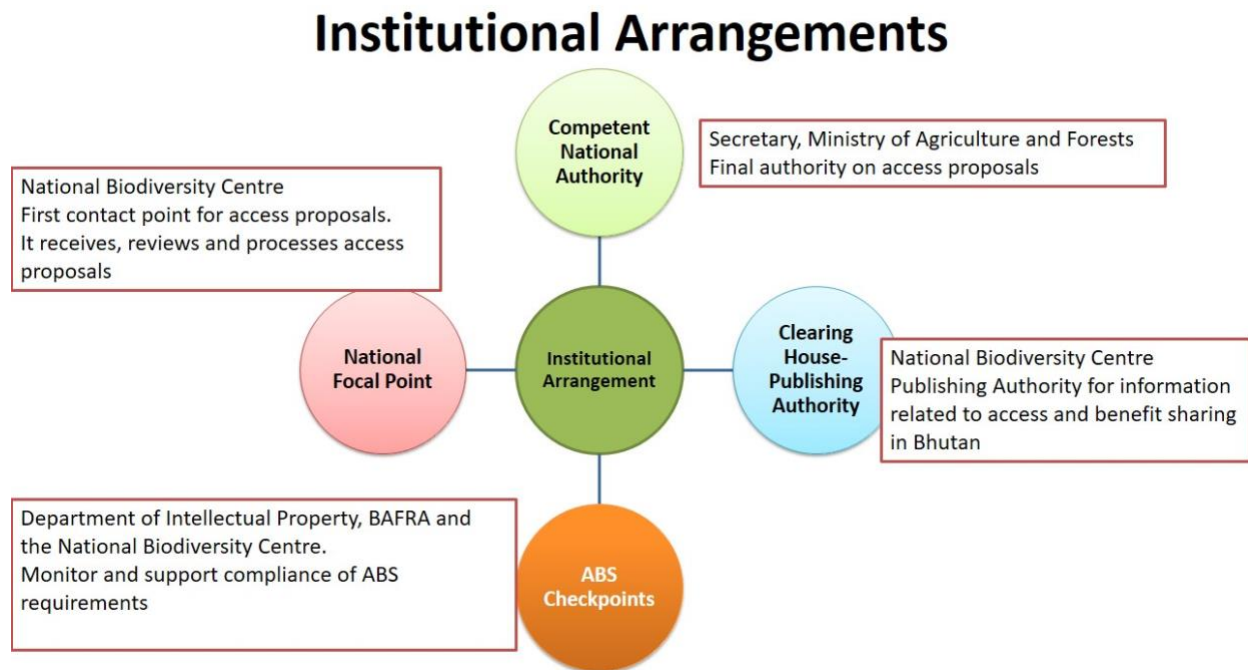 Institutional Arrangements
Competent
National
Authority
Secretary, Ministry of Agriculture and Forests
Final authority on access proposals
National Biodiversity Centre
First contact point for access proposals.
It receives, reviews and processes access
proposals
National
Focal Point
Institutional
Arrangement
Clearing
House-
Publishing
Authority
National Biodiversity Centre
Publishing Authority for information
related to access and benefit sharing
in Bhutan
Department of Intellectual Property, BAFRA and
the National Biodiversity Centre.
Monitor and support compliance of ABS
requirements
ABS
Checkpoints